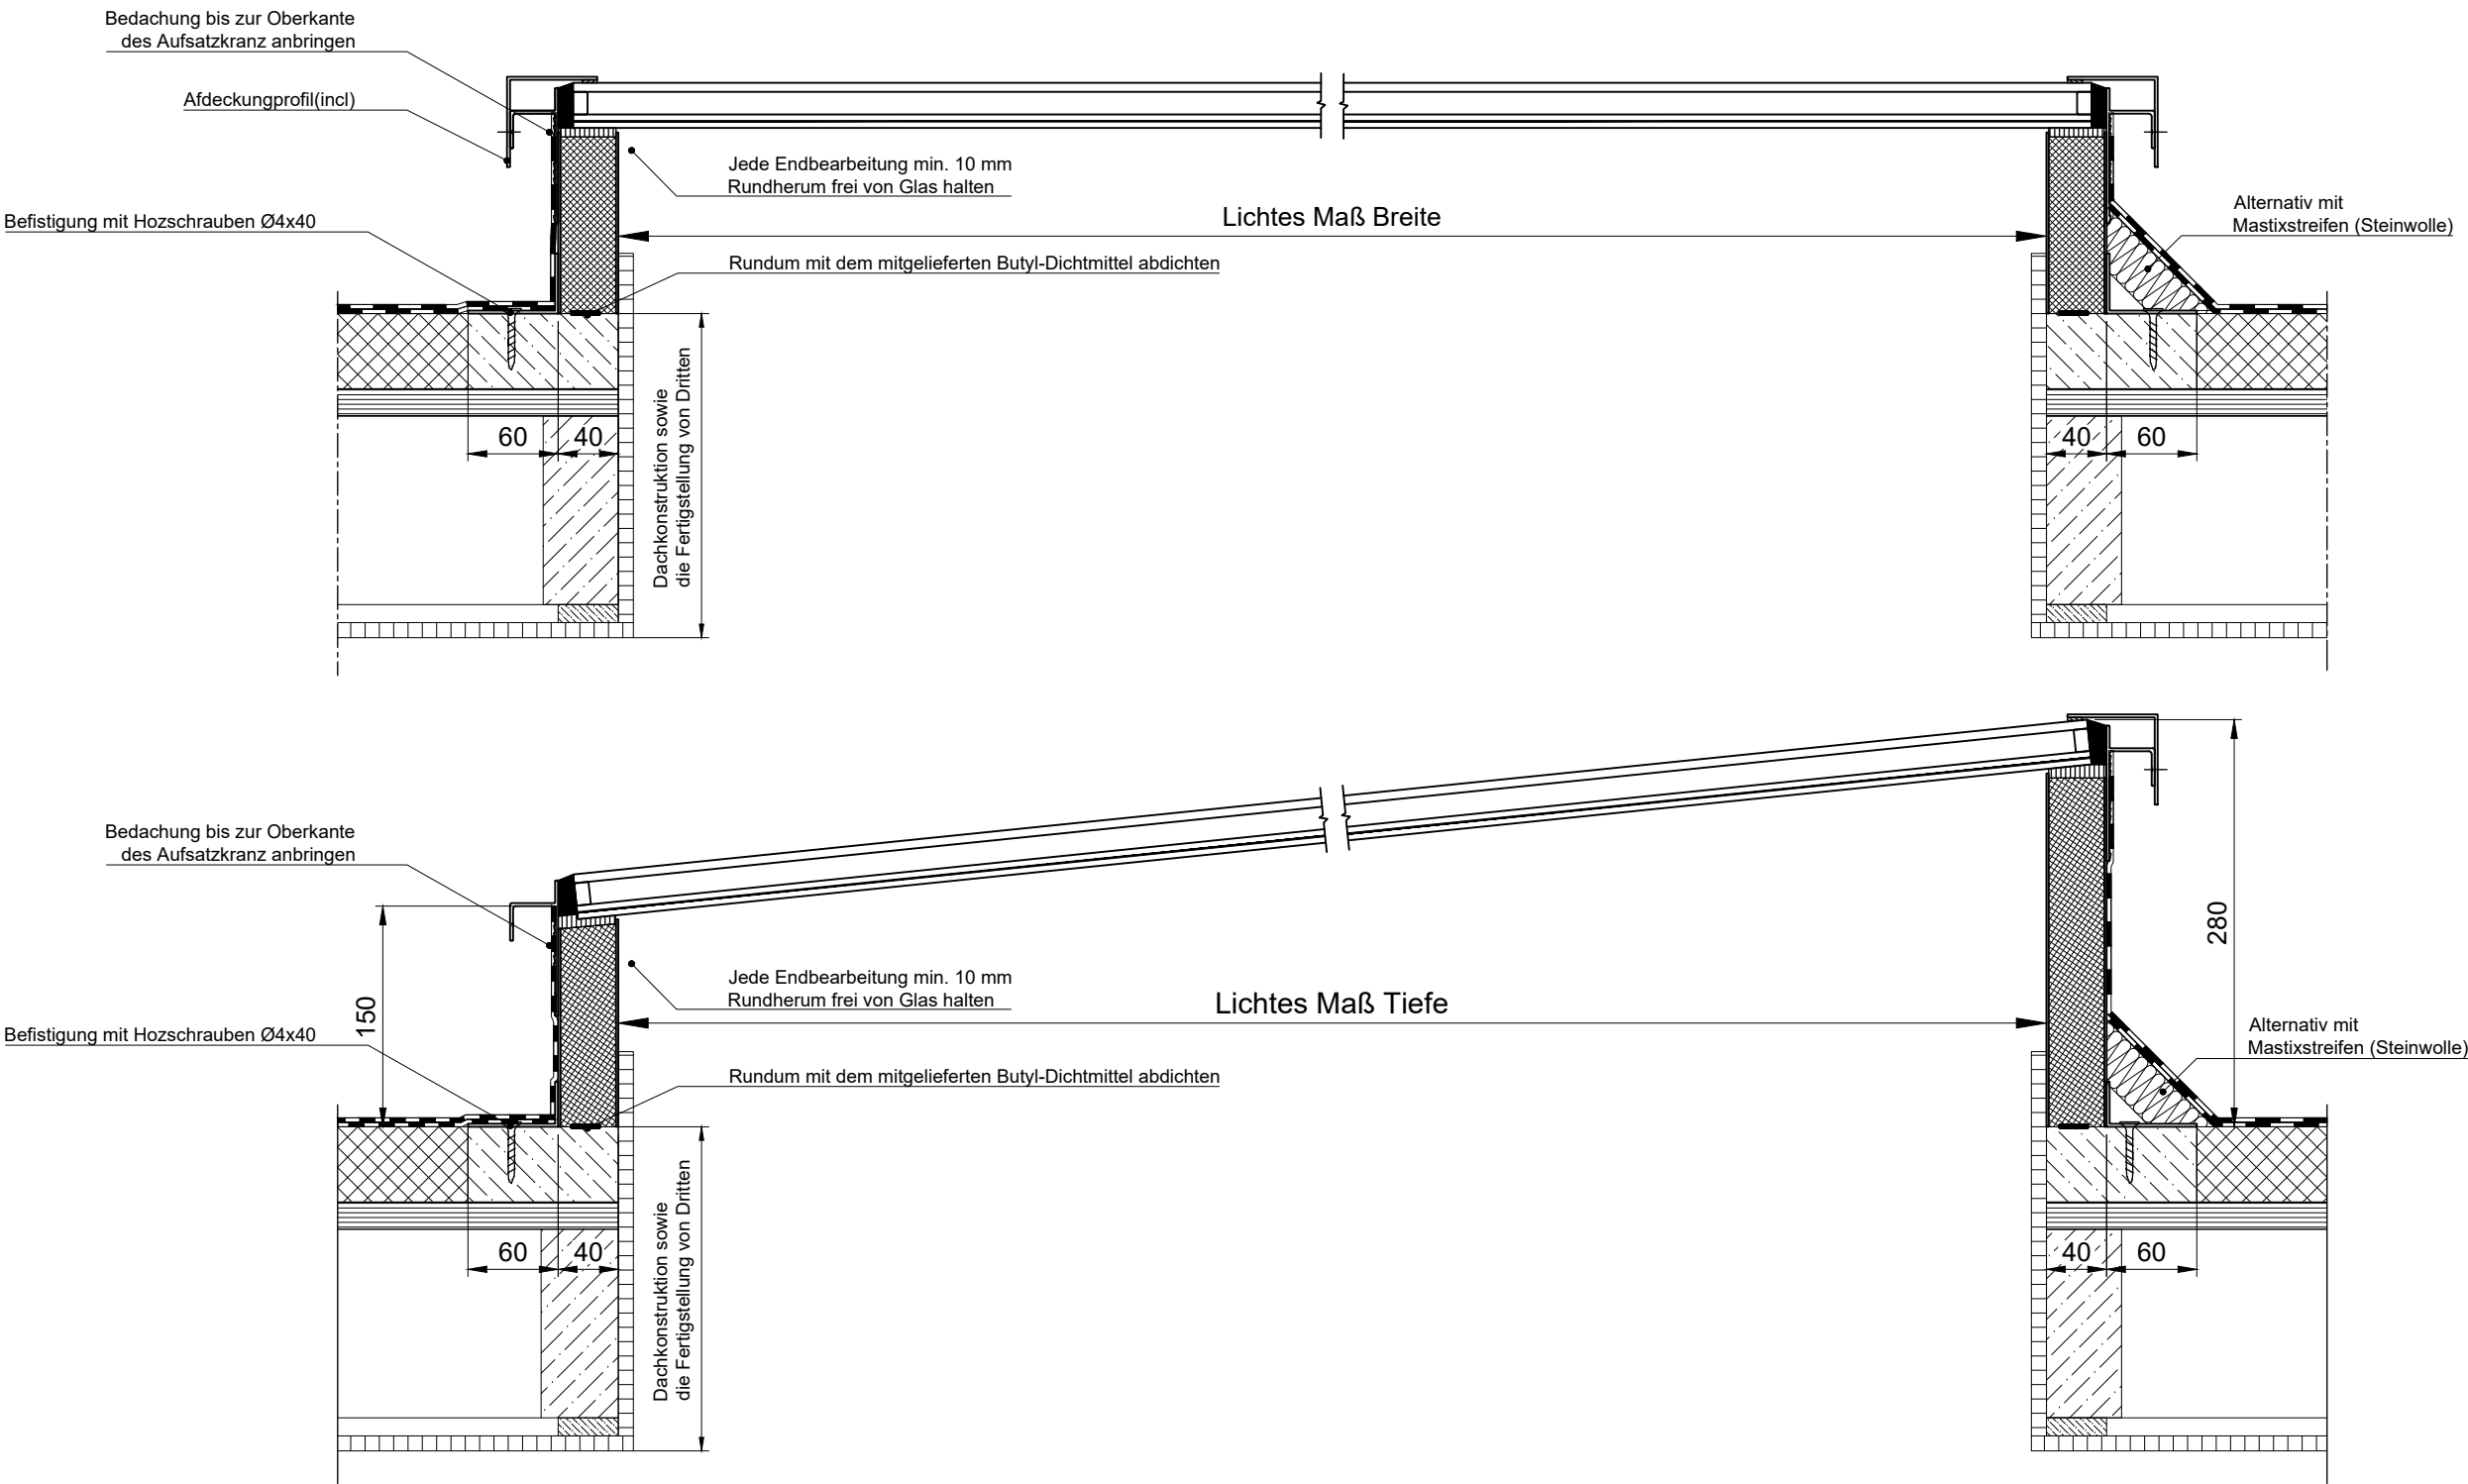 Bedachung bis zur Oberkante
des Aufsatzkranz anbringen
Afdeckungprofil(incl)
Jede Endbearbeitung min. 10 mm
Rundherum frei von Glas halten
Befistigung mit Hozschrauben Ø4x40
Lichtes Maß Breite
Alternativ mit
Mastixstreifen (Steinwolle)
Rundum mit dem mitgelieferten Butyl-Dichtmittel abdichten
Dachkonstruktion sowie
die Fertigstellung von Dritten
60
40
40
60
Bedachung bis zur Oberkante
des Aufsatzkranz anbringen
150
280
Jede Endbearbeitung min. 10 mm
Rundherum frei von Glas halten
Lichtes Maß Tiefe
Befistigung mit Hozschrauben Ø4x40
Alternativ mit
Mastixstreifen (Steinwolle)
Rundum mit dem mitgelieferten Butyl-Dichtmittel abdichten
Dachkonstruktion sowie
die Fertigstellung von Dritten
60
40
40
60